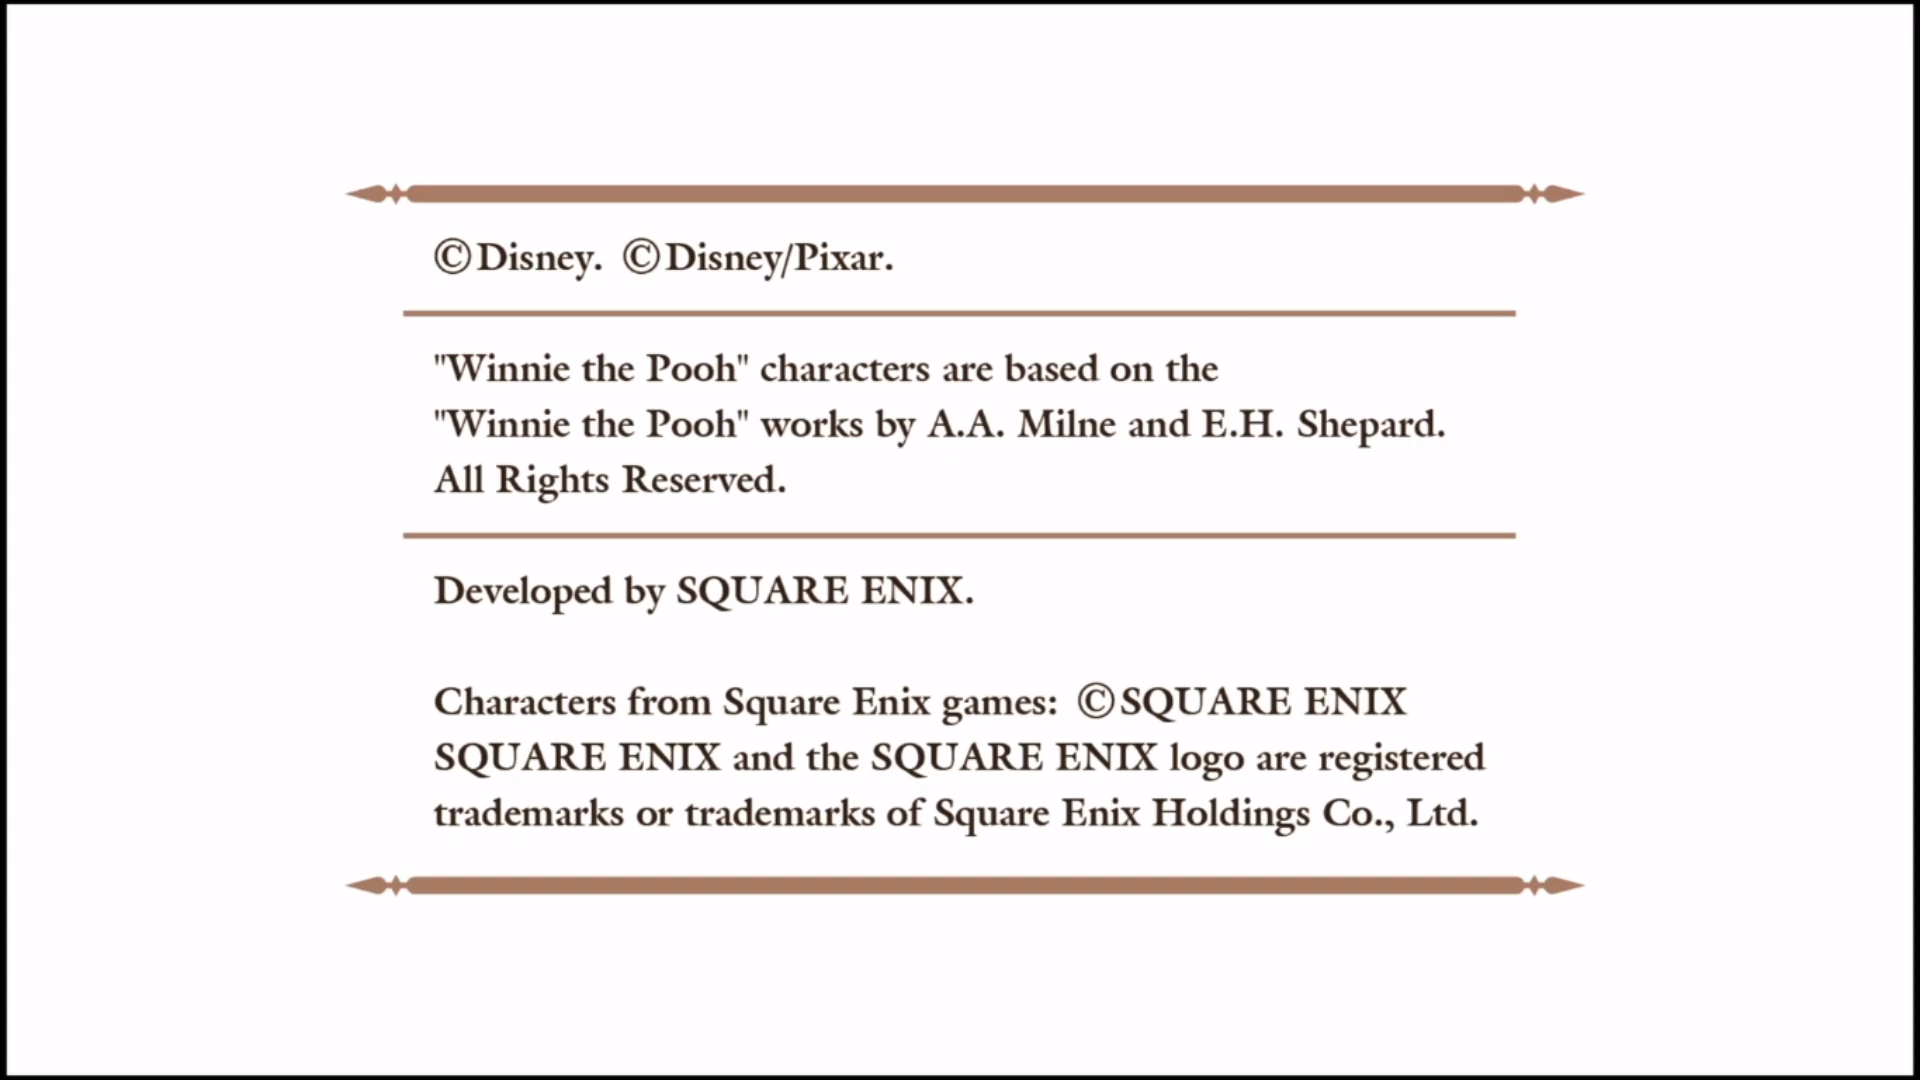 ©Disney. ©Disney/Pixar.
"Winnie the Pooh" characters are based on the
"Winnie the Pooh" works by A.A. Milne and E.H. Shepard.
All Rights Reserved.
Developed by SQUARE ENIX.
Characters from Square Enix games: ©SQUARE ENIX
SQUARE ENIX and the SQUARE ENIX logo are registered
trademarks or trademarks of Square Enix Holdings Co., Ltd.